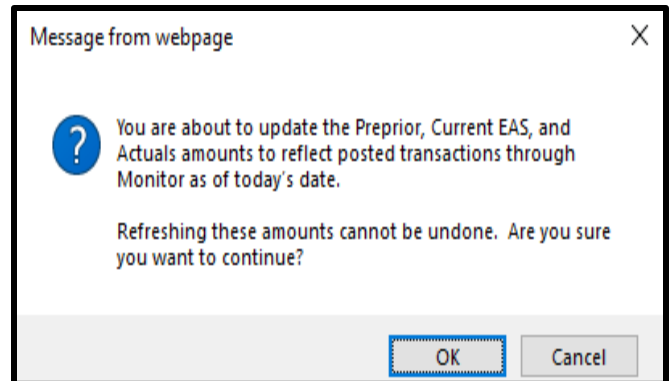 Message from webpage
You are about to update the Preprior, Current EAS, and
Actuals amounts to reflect posted transactions through
Monitor as of today's date.
Refreshing these amounts cannot be undone.  Are you sure
you want to continue?
OK
Cancel